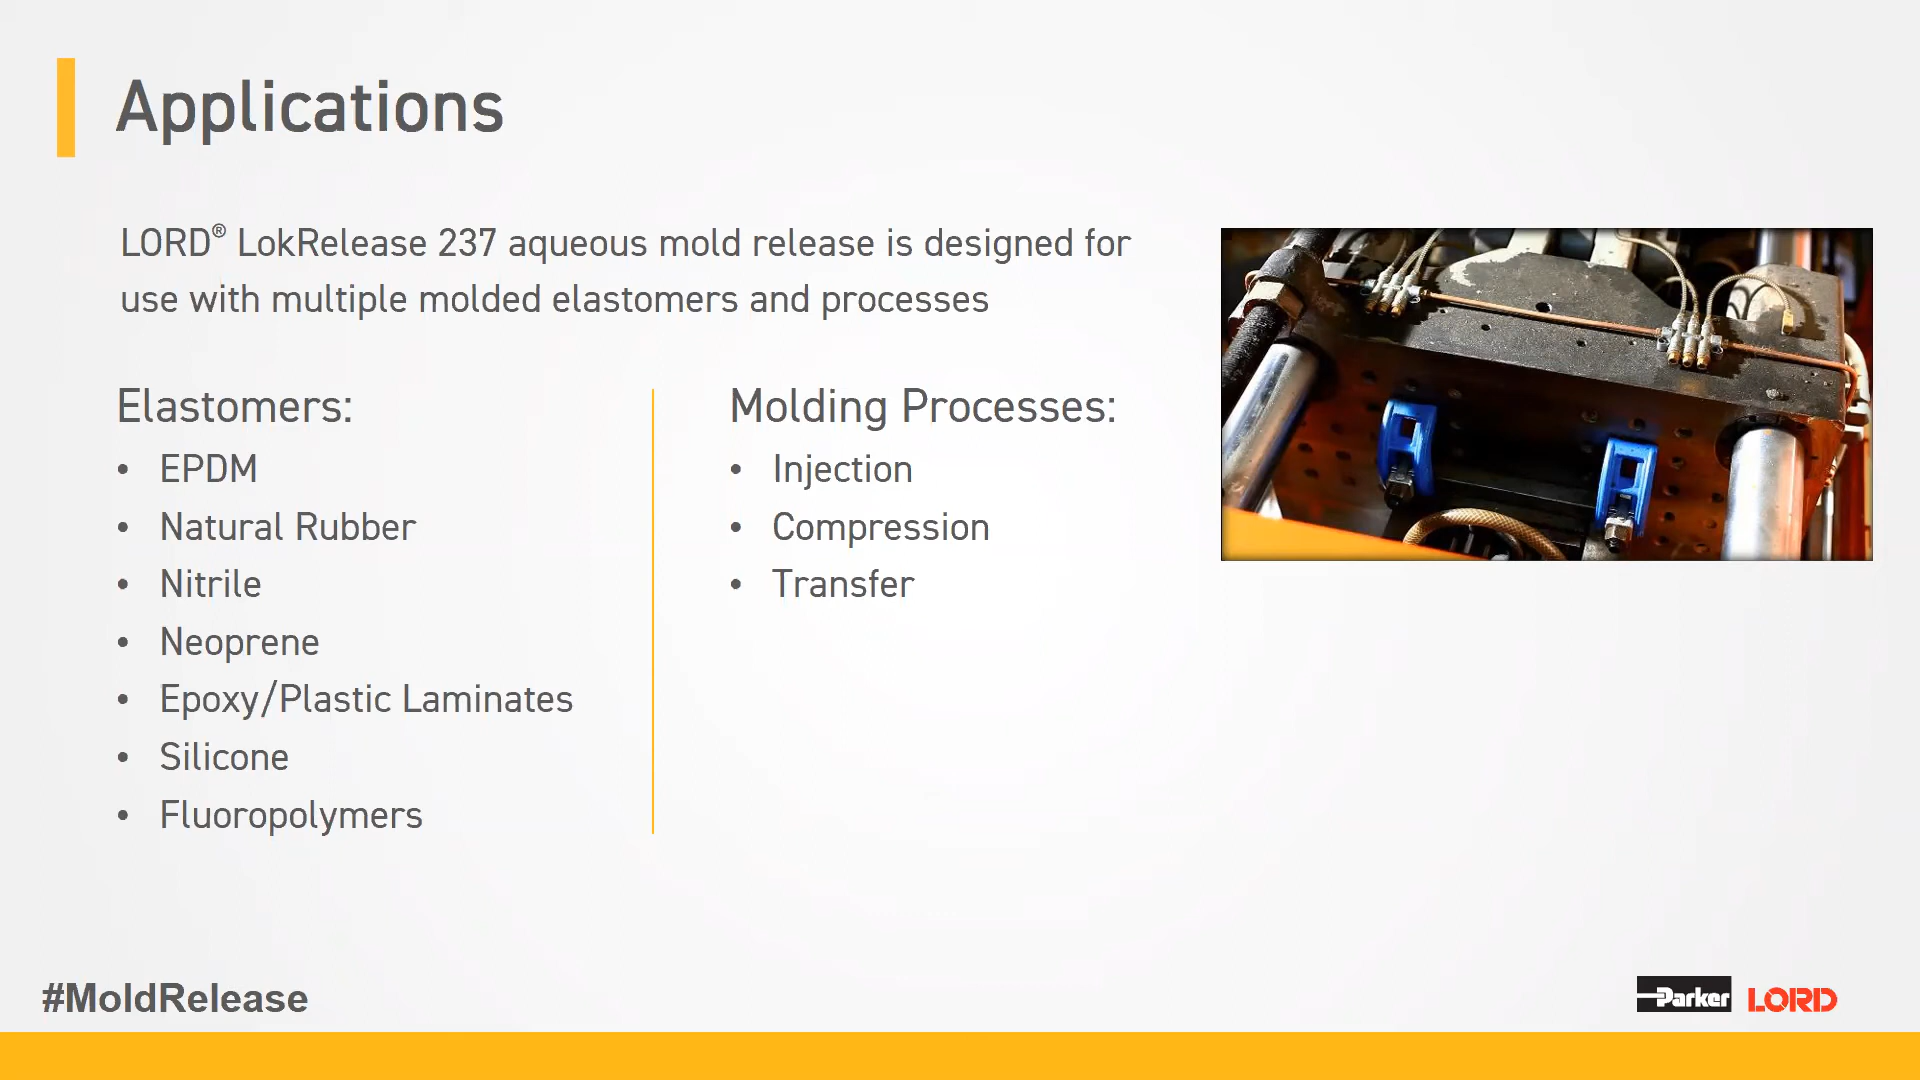 Applications
LORD® LokRelease 237 aqueous mold release is designed for
use with multiple molded elastomers and processes
Elastomers:
• EPDM
• Natural Rubber
• Nitrile
• Neoprene
• Epoxy/Plastic Laminates
• Silicone
• Fluoropolymers
Molding Processes:
• Injection
• Compression
• Transfer
#MoldRelease
Parker LORD